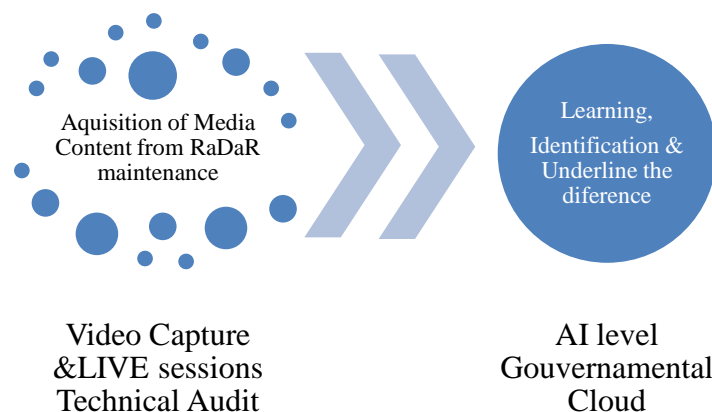 Aquisition of Media
Content from RaDaR
maintenance
Learning,
Identification &
Underline the
diference
Video Capture
&LIVE sessions
Technical Audit
AI level
Gouvernamental
Cloud